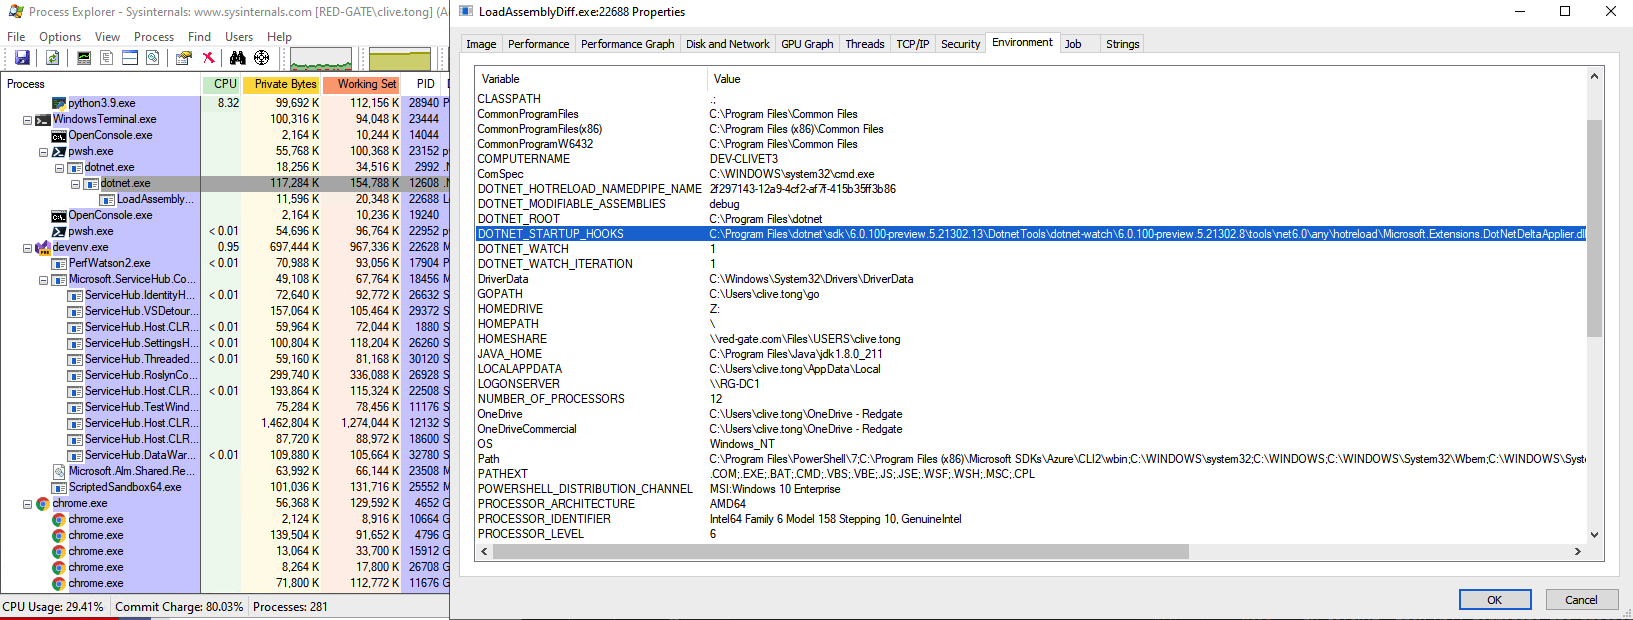 Process Explorer - Sysinternals: www.sysinternals.com [RED-GATE\clive.tong] (A
File Options View Process Find Users Help
Process CPU Private Bytes Working Set PID
python3.9.exe 8.32 99,692 K 112,156 K 28940 P
WindowsTerminal.exe 100,316 K 94,048 K 23444
OpenConsole.exe 2,164 K 10,244 K 14044
pwsh.exe 55,768 K 100,368 K 23152 p
dotnet.exe 18,256 K 34,516 K 2992 .N
dotnet.exe 117,284 K 154,788 K 12608 .N
LoadAssembly... 11,596 K 20,348 K 22688 L
OpenConsole.exe 2,164 K 10,236 K 19240
pwsh.exe < 0.01 54,696 K 96,764 K 22952 p
devenv.exe 0.95 697,444 K 967,336 K 22628 M
PerfWatson2.exe < 0.01 70,988 K 93,056 K 17904 P
Microsoft.ServiceHub.Co... 49,108 K 67,764 K 18456 M
ServiceHub.IdentityH... < 0.01 72,640 K 92,772 K 26632 S
ServiceHub.VSDetour... 157,064 K 105,464 K 29372 S
ServiceHub.Host.CLR... < 0.01 59,964 K 72,044 K 1880 S
ServiceHub.SettingsH... < 0.01 100,804 K 118,204 K 26260 S
ServiceHub.Threaded... < 0.01 59,160 K 81,168 K 30120 S
ServiceHub.RoslynCo... 299,740 K 336,088 K 26928 S
ServiceHub.Host.CLR... < 0.01 193,864 K 115,324 K 22508 S
ServiceHub.TestWind... 75,284 K 78,456 K 11176 S
ServiceHub.Host.CLR... 1,462,804 K 1,274,044 K 12132 S
ServiceHub.Host.CLR... 87,720 K 88,972 K 18600 S
ServiceHub.DataWar... < 0.01 109,880 K 105,664 K 32780 S
Microsoft.Alm.Shared.Re... 63,992 K 66,144 K 23508 M
ScriptedSandbox64.exe 101,036 K 131,716 K 25552 M
chrome.exe 56,368 K 129,592 K 4652 G
chrome.exe 2,124 K 8,916 K 10664 G
chrome.exe 139,504 K 91,652 K 4796 G
chrome.exe 13,064 K 33,700 K 15912 G
chrome.exe 8,264 K 17,800 K 26708 G
chrome.exe 71,800 K 112,772 K 11676 G
CPU Usage: 29.41% Commit Charge: 80.03% Processes: 281
LoadAssemblyDiff.exe:22688 Properties
Image Performance Performance Graph Disk and Network GPU Graph Threads TCP/IP Security Environment Job Strings
Variable Value
CLASSPATH .;
CommonProgramFiles C:\Program Files\Common Files
CommonProgramFiles(x86) C:\Program Files (x86)\Common Files
CommonProgramW6432 C:\Program Files\Common Files
COMPUTERNAME DEV-CLIVET3
ComSpec C:\WINDOWS\system32\cmd.exe
DOTNET_HOTRELOAD_NAMEDPIPE_NAME 2f297143-12a9-4cf2-af7f-415b35ff3b86
DOTNET_MODIFIABLE_ASSEMBLIES debug
DOTNET_ROOT C:\Program Files\dotnet
DOTNET_STARTUP_HOOKS C:\Program Files\dotnet\sdk\6.0.100-preview.5.21302.13\DotnetTools\dotnet-watch\6.0.100-preview.5.21302.8\tools\net6.0\any\hotreload\Microsoft.Extensions.DotNetDeltaApplier.dll
DOTNET_WATCH 1
DOTNET_WATCH_ITERATION 1
DriverData C:\Windows\System32\Drivers\DriverData
GOPATH C:\Users\clive.tong\go
HOMEDRIVE Z:
HOMEPATH \
HOMESHARE \\red-gate.com\Files\USERS\clive.tong
JAVA_HOME C:\Program Files\Java\jdk1.8.0_211
LOCALAPPDATA C:\Users\clive.tong\AppData\Local
LOGONSERVER \\RG-DC1
NUMBER_OF_PROCESSORS 12
OneDrive C:\Users\clive.tong\OneDrive - Redgate
OneDriveCommercial C:\Users\clive.tong\OneDrive - Redgate
OS Windows_NT
Path C:\Program Files\PowerShell\7;C:\Program Files (x86)\Microsoft SDKs\Azure\CLI2\wbin;C:\WINDOWS\system32;C:\WINDOWS;C:\WINDOWS\System32\Wbem;C:\WINDOWS\Syste
PATHEXT .COM;.EXE;.BAT;.CMD;.VBS;.VBE;.JS;.JSE;.WSF;.WSH;.MSC;.CPL
POWERSHELL_DISTRIBUTION_CHANNEL MSI:Windows 10 Enterprise
PROCESSOR_ARCHITECTURE AMD64
PROCESSOR_IDENTIFIER Intel64 Family 6 Model 158 Stepping 10, GenuineIntel
PROCESSOR_LEVEL 6
OK Cancel